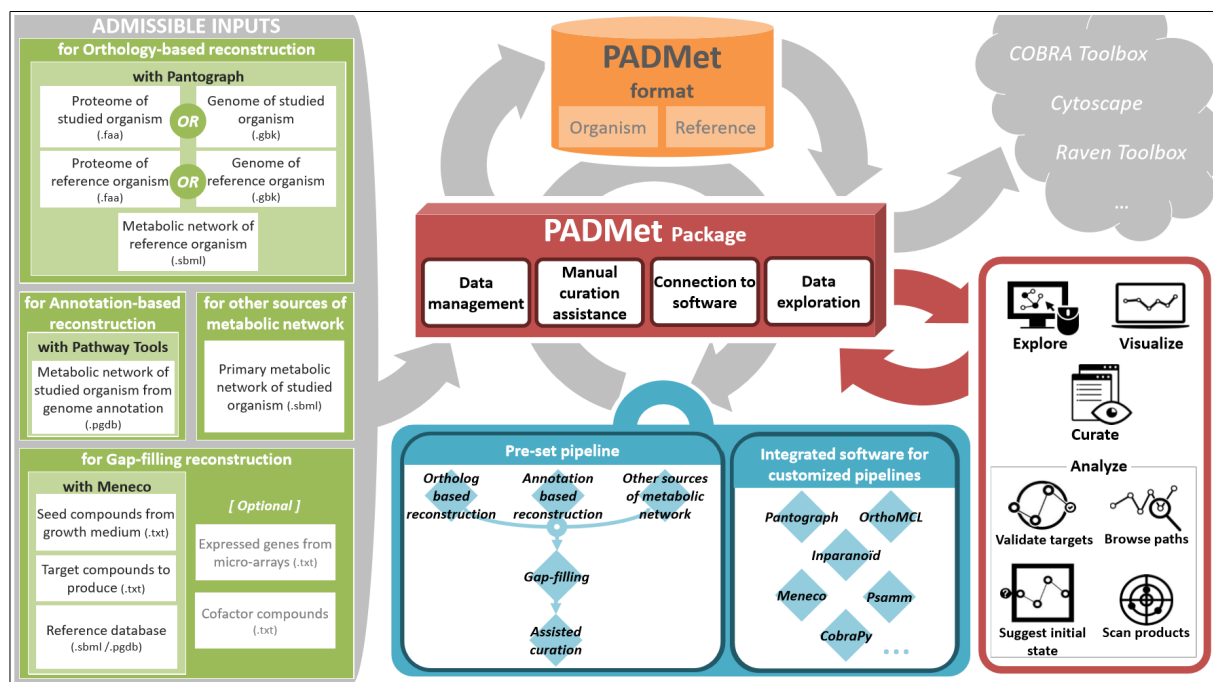 ADMISSIBLE INPUTS
for Orthology-based reconstruction
with Pantograph
Proteome of
studied organism
(.faa)
OR
Genome of studied
organism
(.gbk)
Proteome of
reference organism
(.faa)
OR
Genome of
reference organism
(.gbk)
Metabolic network of
reference organism
(.sbml)
for Annotation-based
reconstruction
with Pathway Tools
Metabolic network of
studied organism from
genome annotation
(.pgdb)
for other sources of
metabolic network
Primary metabolic
network of studied
organism (.sbml)
for Gap-filling reconstruction
with Meneco
Seed compounds from
growth medium (.txt)
Target compounds to
produce (.txt)
Reference database
(.sbml /.pgdb)
[ Optional ]
Expressed genes from
micro-arrays (.txt)
Cofactor compounds
(.txt)
PADMet
format
Organism
Reference
PADMet Package
Data
management
Manual
curation
assistance
Connection to
software
Data
exploration
Pre-set pipeline
Ortholog
based
reconstruction
Annotation
based
reconstruction
Other sources
of metabolic
network
Gap-filling
Assisted
curation
Integrated software for
customized pipelines
Pantograph
OrthoMCL
Inparanoïd
Meneco
Psamm
CobraPy
...
COBRA Toolbox
Cytoscape
Raven Toolbox
...
Explore
Visualize
Curate
Analyze
Validate targets
Browse paths
?
Suggest initial
state
Scan products